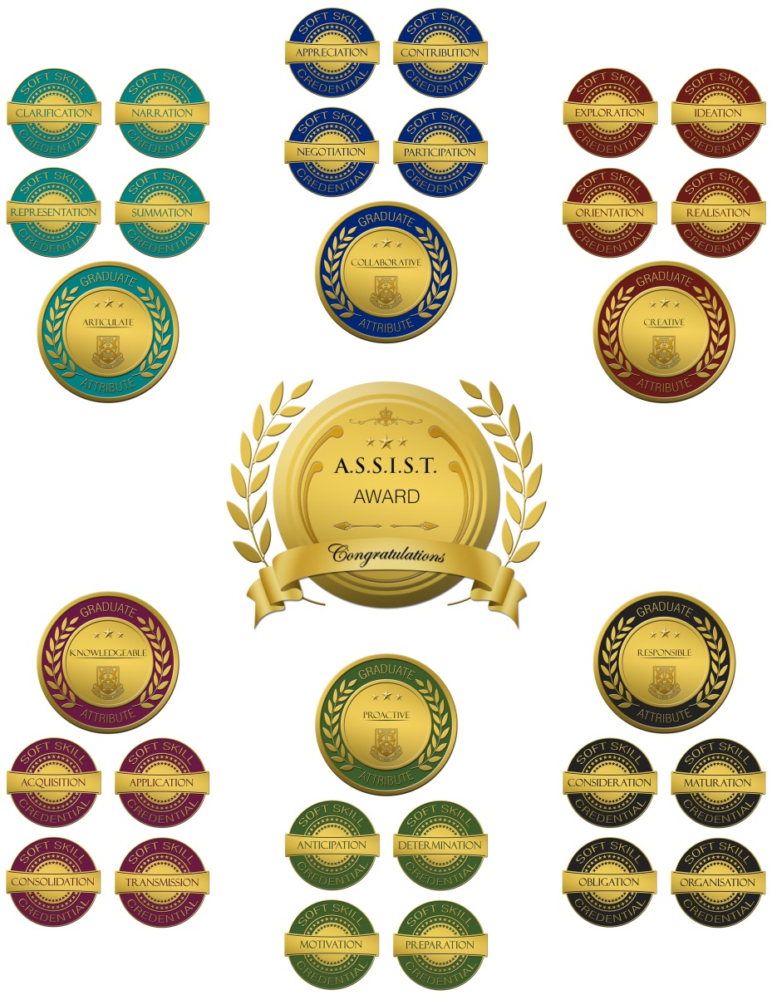 SOFT SKILL
APPRECIATION
CREDENTIAL
SOFT SKILL
CONTRIBUTION
CREDENTIAL
SOFT SKILL
NEGOTIATION
CREDENTIAL
SOFT SKILL
PARTICIPATION
CREDENTIAL
GRADUATE
COLLABORATIVE
ATTRIBUTE
SOFT SKILL
CLARIFICATION
CREDENTIAL
SOFT SKILL
NARRATION
CREDENTIAL
SOFT SKILL
REPRESENTATION
CREDENTIAL
SOFT SKILL
SUMMATION
CREDENTIAL
GRADUATE
ARTICULATE
ATTRIBUTE
SOFT SKILL
EXPLORATION
CREDENTIAL
SOFT SKILL
IDEATION
CREDENTIAL
SOFT SKILL
ORIENTATION
CREDENTIAL
SOFT SKILL
REALISATION
CREDENTIAL
GRADUATE
CREATIVE
ATTRIBUTE
A.S.S.I.S.T.
AWARD
Congratulations
GRADUATE
KNOWLEDGEABLE
ATTRIBUTE
SOFT SKILL
ACQUISITION
CREDENTIAL
SOFT SKILL
APPLICATION
CREDENTIAL
SOFT SKILL
CONSOLIDATION
CREDENTIAL
SOFT SKILL
TRANSMISSION
CREDENTIAL
GRADUATE
PROACTIVE
ATTRIBUTE
SOFT SKILL
ANTICIPATION
CREDENTIAL
SOFT SKILL
DETERMINATION
CREDENTIAL
SOFT SKILL
MOTIVATION
CREDENTIAL
SOFT SKILL
PREPARATION
CREDENTIAL
GRADUATE
RESPONSIBLE
ATTRIBUTE
SOFT SKILL
CONSIDERATION
CREDENTIAL
SOFT SKILL
MATURATION
CREDENTIAL
SOFT SKILL
OBLIGATION
CREDENTIAL
SOFT SKILL
ORGANISATION
CREDENTIAL